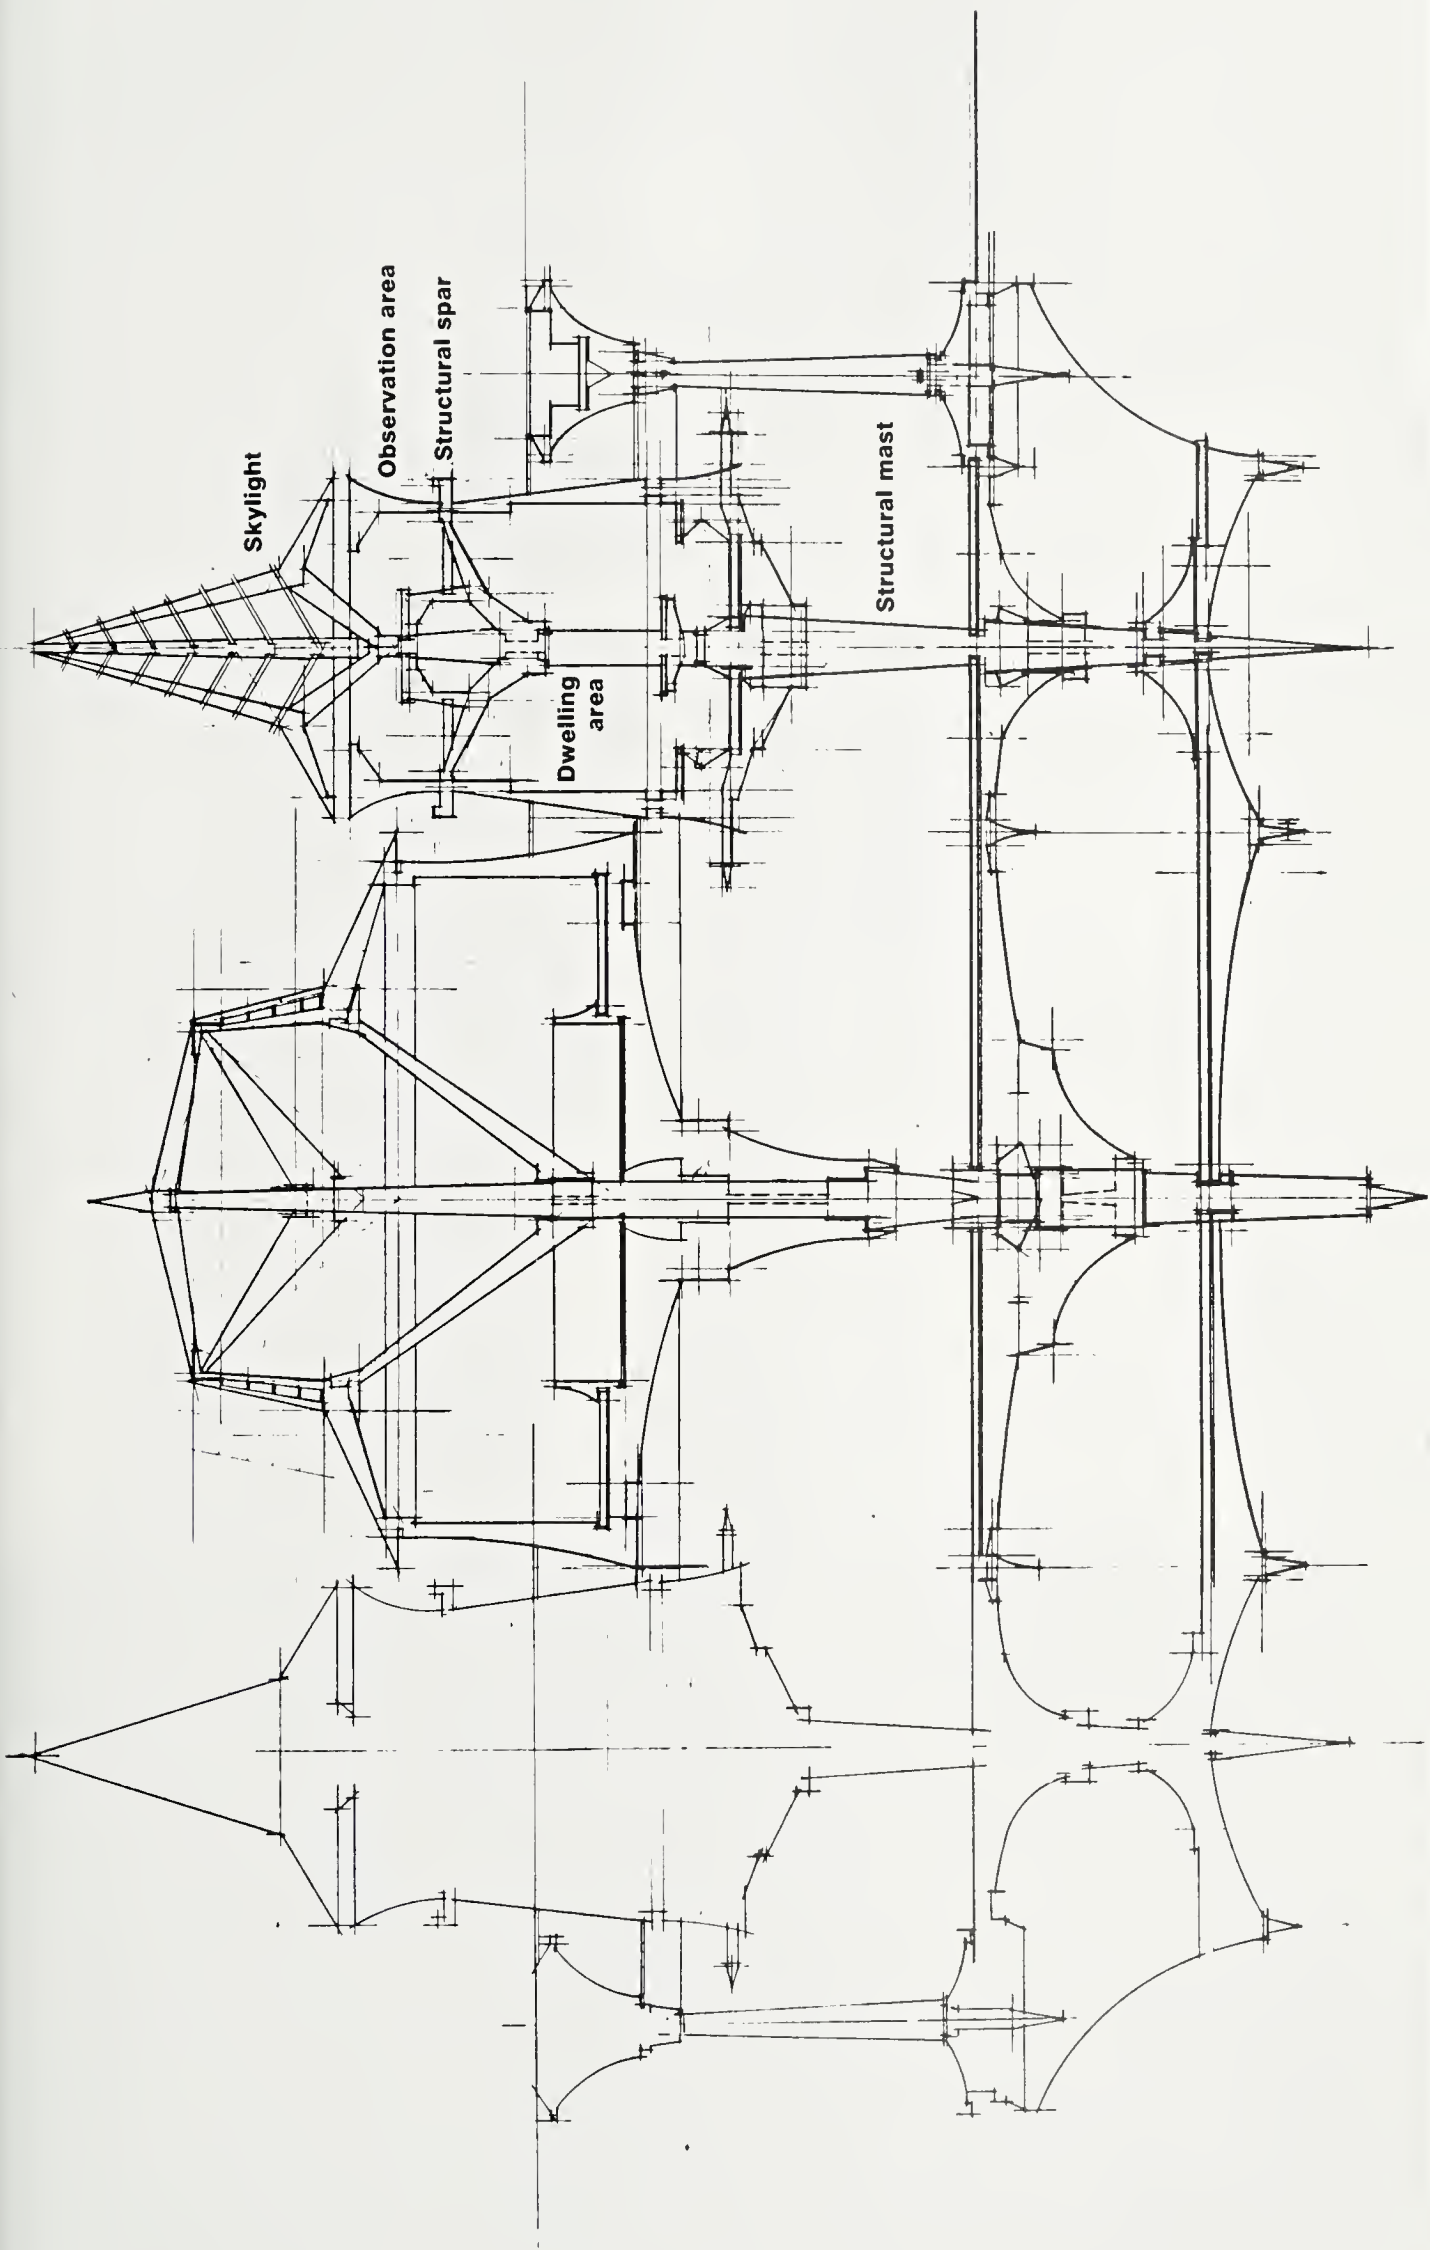 Skylight
Observation area
Structural spar
Dwelling
area
Structural mast